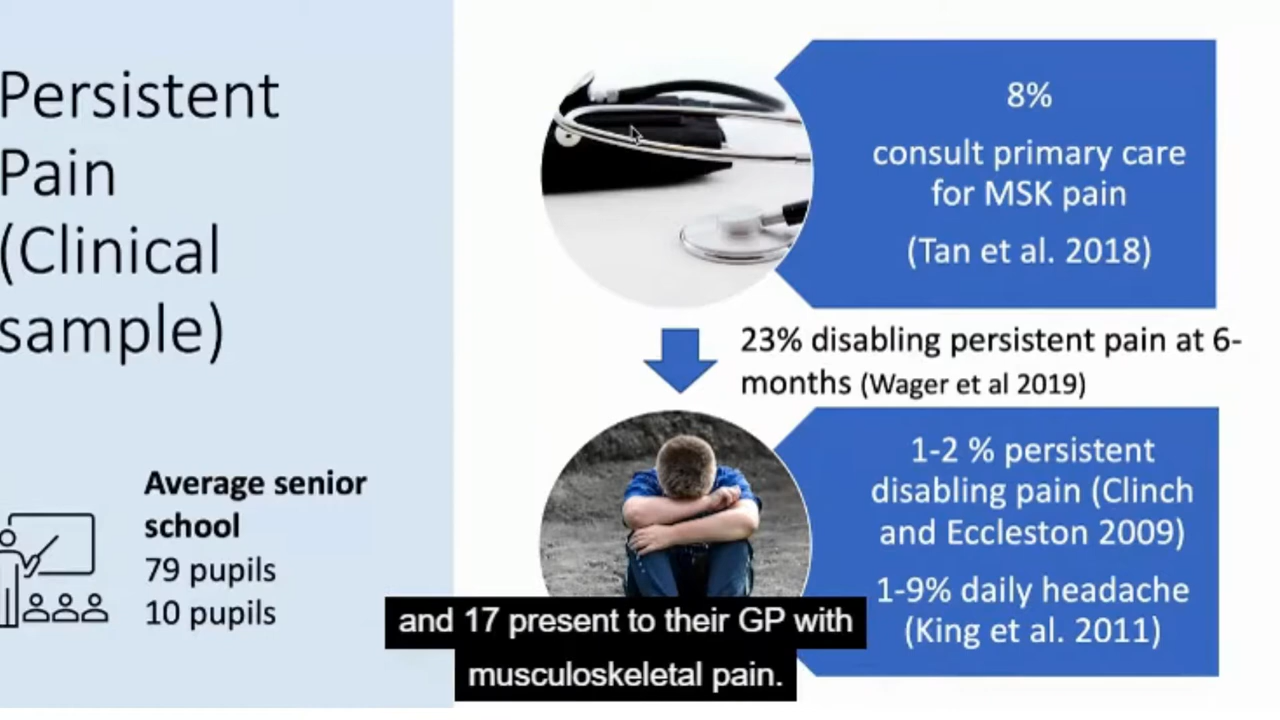 Persistent
Pain
(Clinical
sample)
Average senior
school
79 pupils
10 pupils
8%
consult primary care
for MSK pain
(Tan et al. 2018)
23% disabling persistent pain at 6-
months (Wager et al 2019)
1-2 % persistent
disabling pain (Clinch
and Eccleston 2009)
1-9% daily headache
(King et al. 2011)
and 17 present to their GP with
musculoskeletal pain.